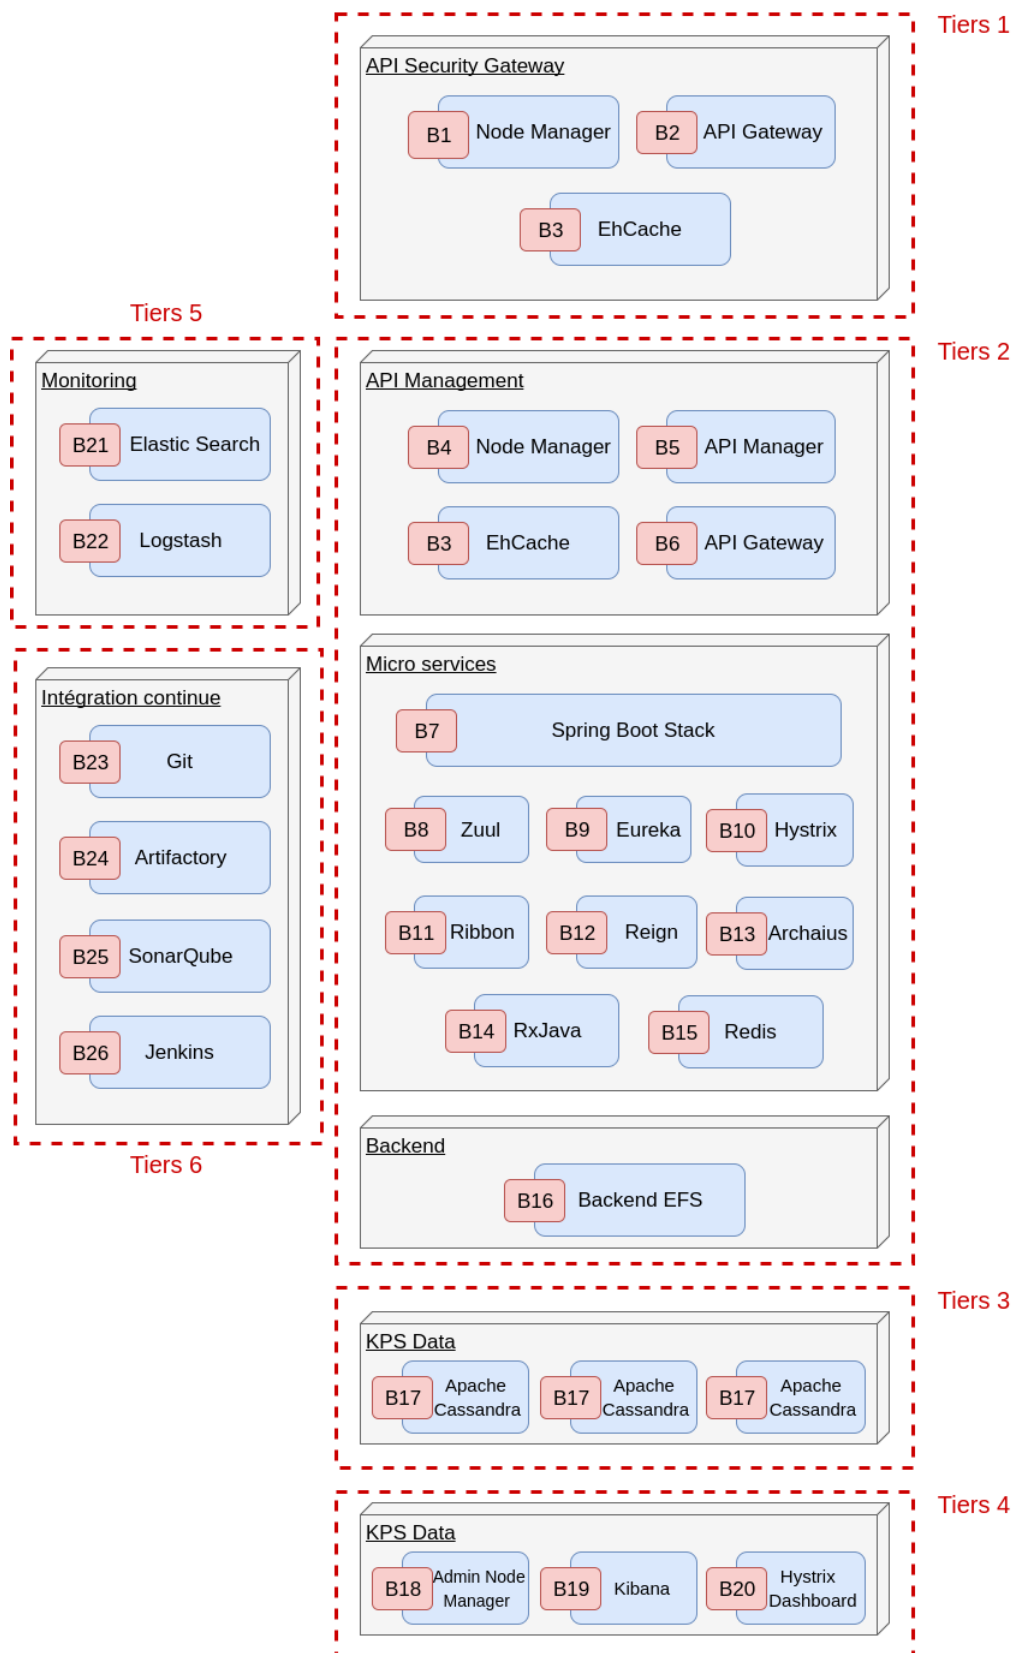 Tiers 1
API Security Gateway
B1
Node Manager
B2
API Gateway
B3
EhCache
Tiers 5
Monitoring
B21
Elastic Search
B22
Logstash
Tiers 2
API Management
B4
Node Manager
B5
API Manager
B3
EhCache
B6
API Gateway
Micro services
B7
Spring Boot Stack
B8
Zuul
B9
Eureka
B10
Hystrix
B11
Ribbon
B12
Reign
B13
Archaius
B14
RxJava
B15
Redis
Intégration continue
B23
Git
B24
Artifactory
B25
SonarQube
B26
Jenkins
Tiers 6
Backend
B16
Backend EFS
Tiers 3
KPS Data
B17
Apache
Cassandra
B17
Apache
Cassandra
B17
Apache
Cassandra
Tiers 4
KPS Data
B18
Admin Node
Manager
B19
Kibana
B20
Hystrix
Dashboard